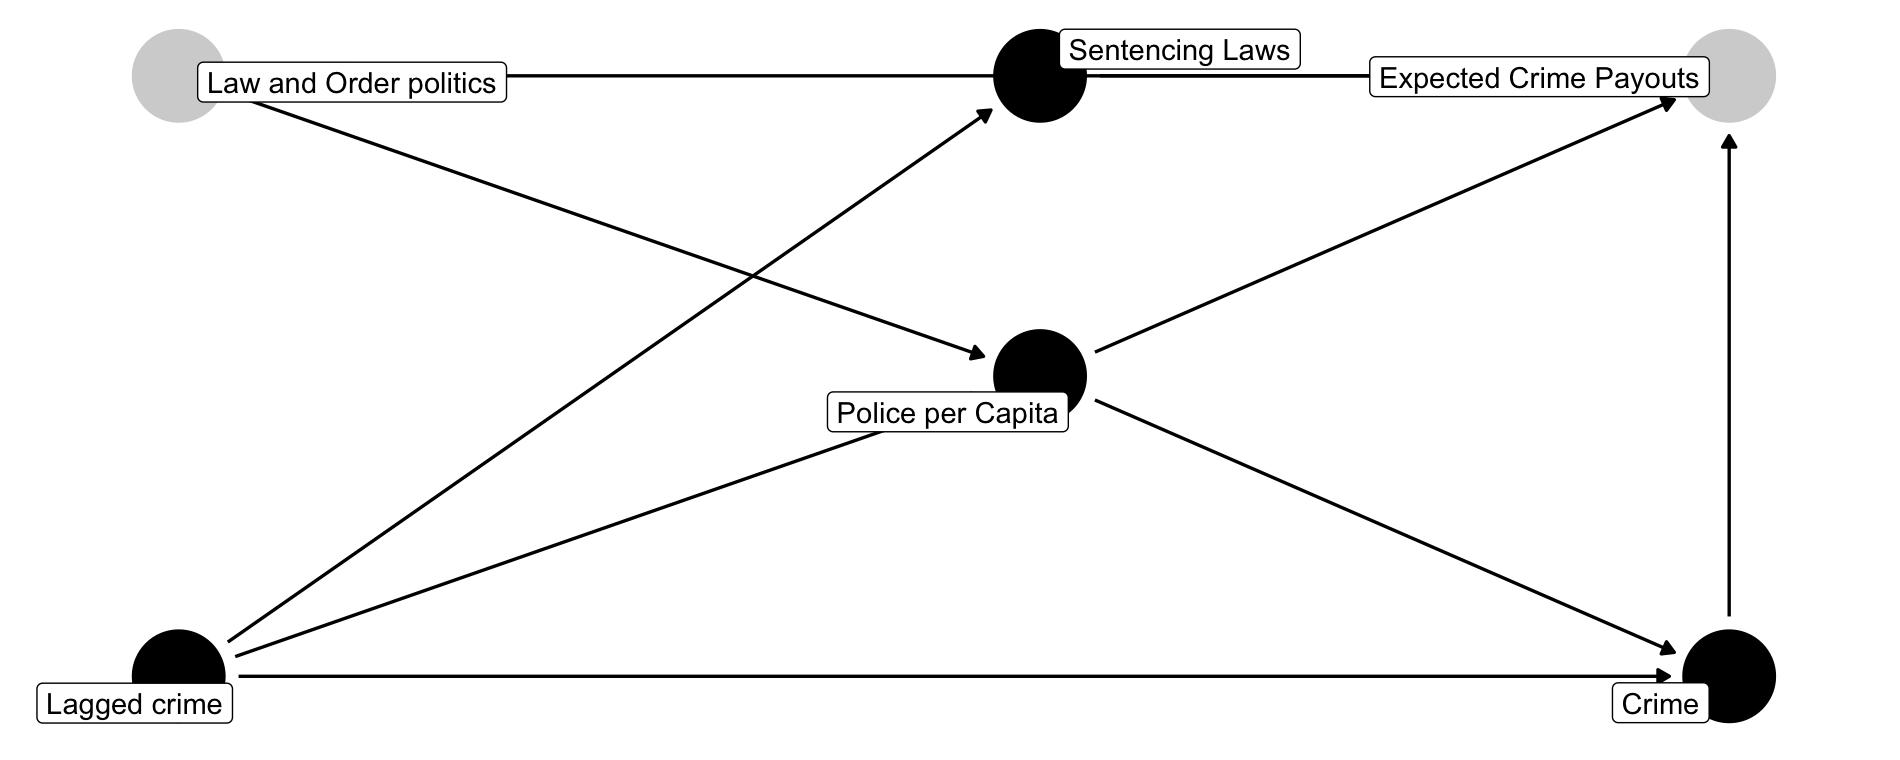 Law and Order politics
Sentencing Laws
Expected Crime Payouts
Police per Capita
Lagged crime
Crime